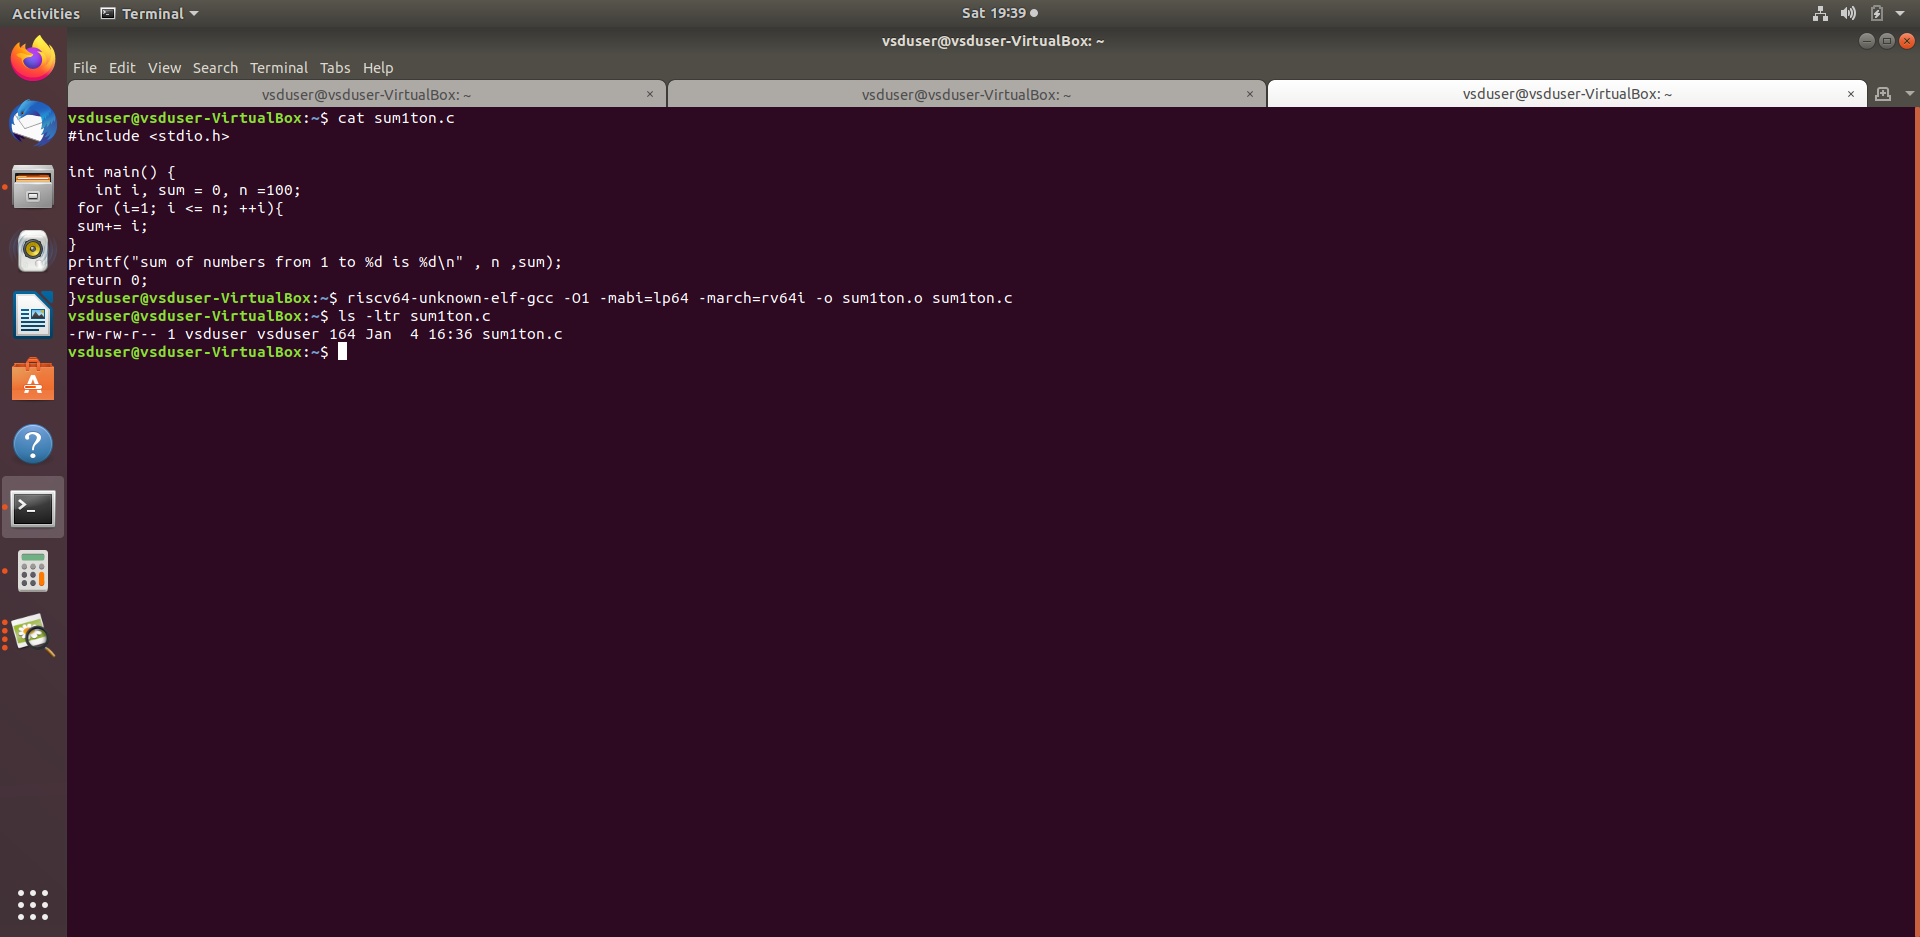 Activities Terminal Sat 19:39
vsduser@vsduser-VirtualBox: ~
File Edit View Search Terminal Tabs Help
vsduser@vsduser-VirtualBox: ~ × vsduser@vsduser-VirtualBox: ~ × vsduser@vsduser-VirtualBox: ~ ×
vsduser@vsduser-VirtualBox:~$ cat sum1ton.c
#include <stdio.h>

int main() {
   int i, sum = 0, n =100;
 for (i=1; i <= n; ++i){
 sum+= i;
}
printf("sum of numbers from 1 to %d is %d\n" , n ,sum);
return 0;
}vsduser@vsduser-VirtualBox:~$ riscv64-unknown-elf-gcc -O1 -mabi=lp64 -march=rv64i -o sum1ton.o sum1ton.c
vsduser@vsduser-VirtualBox:~$ ls -ltr sum1ton.c
-rw-rw-r-- 1 vsduser vsduser 164 Jan  4 16:36 sum1ton.c
vsduser@vsduser-VirtualBox:~$